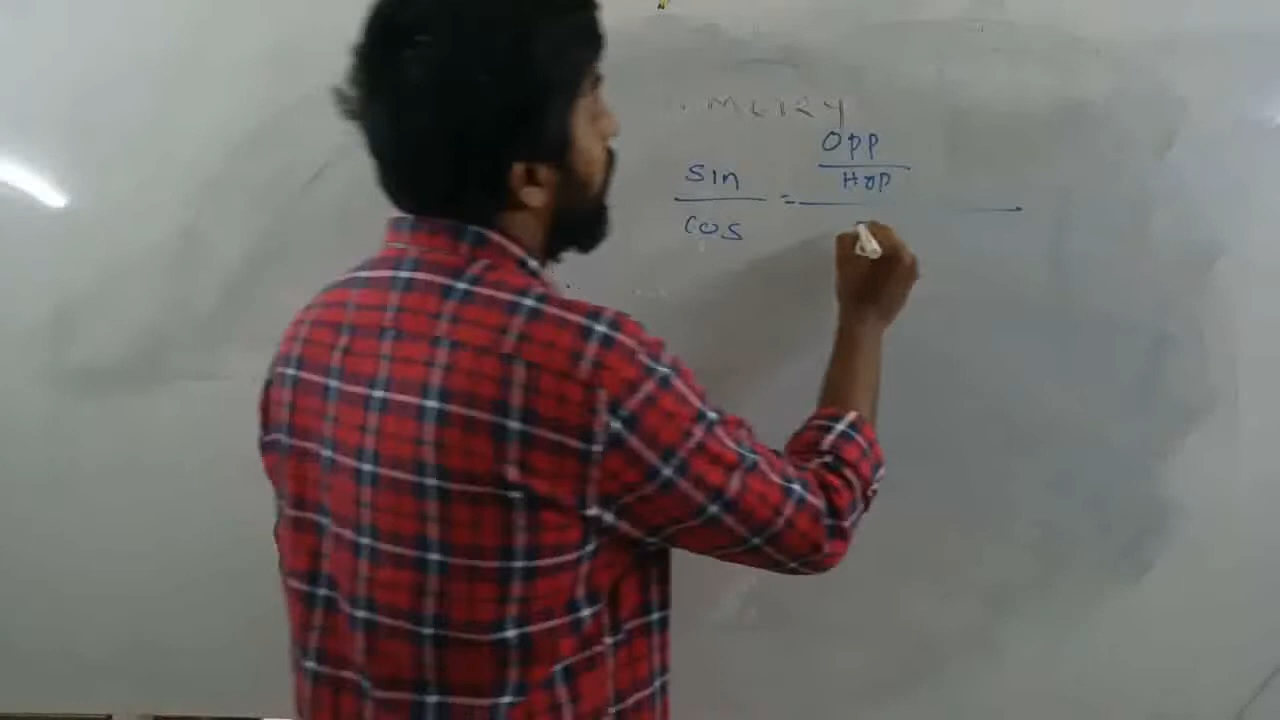 Opp
Hyp
sin =
cos